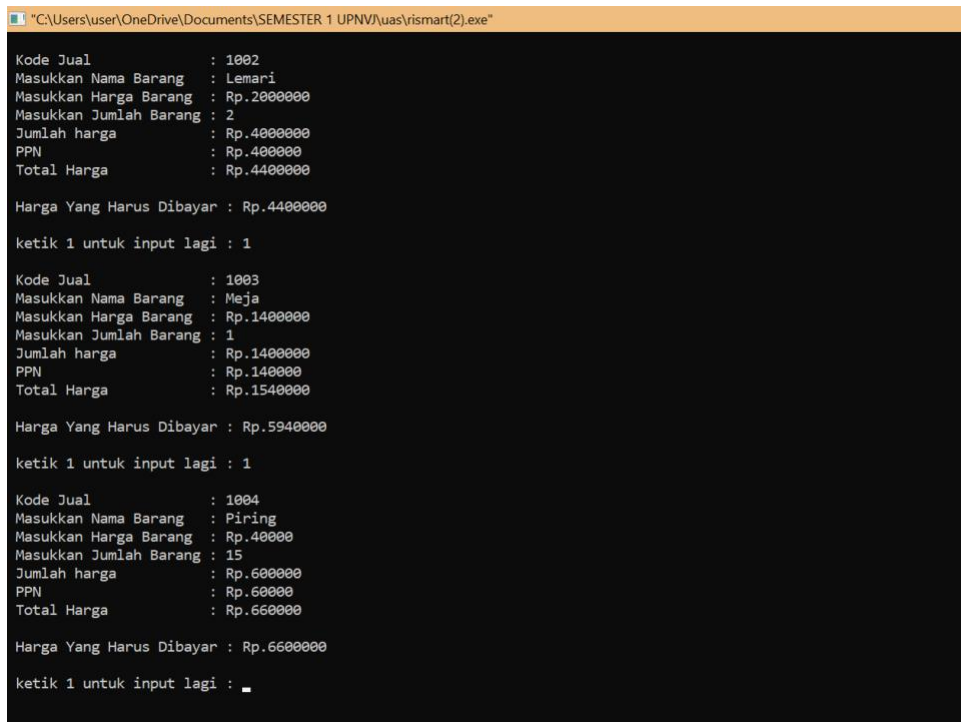 "C:\Users\user\OneDrive\Documents\SEMESTER 1 UPNVJ\uas\rismart(2).exe"
Kode Jual : 1002
Masukkan Nama Barang : Lemari
Masukkan Harga Barang : Rp.2000000
Masukkan Jumlah Barang : 2
Jumlah harga : Rp.4000000
PPN : Rp.400000
Total Harga : Rp.4400000
Harga Yang Harus Dibayar : Rp.4400000
ketik 1 untuk input lagi : 1
Kode Jual : 1003
Masukkan Nama Barang : Meja
Masukkan Harga Barang : Rp.1400000
Masukkan Jumlah Barang : 1
Jumlah harga : Rp.1400000
PPN : Rp.140000
Total Harga : Rp.1540000
Harga Yang Harus Dibayar : Rp.5940000
ketik 1 untuk input lagi : 1
Kode Jual : 1004
Masukkan Nama Barang : Piring
Masukkan Harga Barang : Rp.40000
Masukkan Jumlah Barang : 15
Jumlah harga : Rp.600000
PPN : Rp.60000
Total Harga : Rp.660000
Harga Yang Harus Dibayar : Rp.6600000
ketik 1 untuk input lagi :